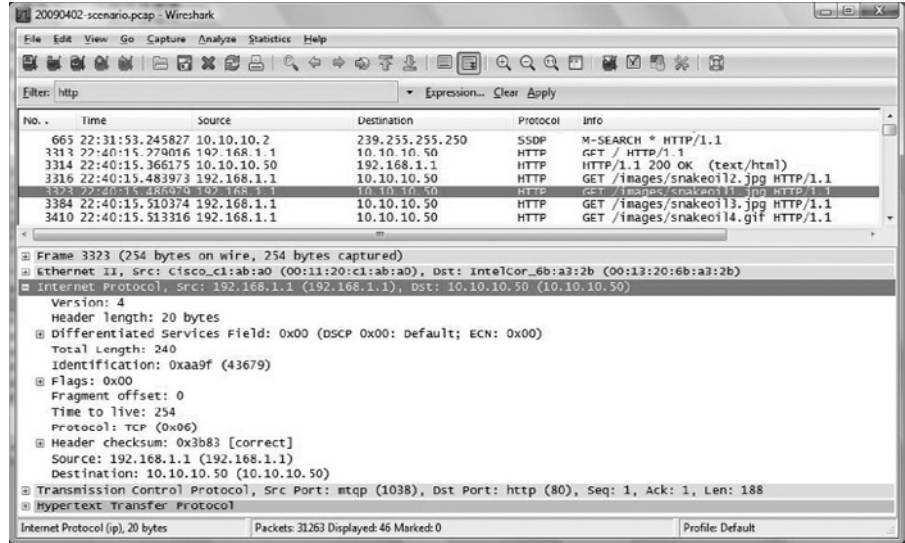 20090402-scenario.pcap - Wireshark
File Edit View Go Capture Analyze Statistics Help
Filter: http Expression... Clear Apply
No. . Time Source Destination Protocol Info
665 22:31:53.245827 10.10.10.2 239.255.255.250 SSDP M-SEARCH * HTTP/1.1
3313 22:40:15.279016 192.168.1.1 10.10.10.50 HTTP GET / HTTP/1.1
3314 22:40:15.366175 10.10.10.50 192.168.1.1 HTTP HTTP/1.1 200 OK (text/html)
3316 22:40:15.483973 192.168.1.1 10.10.10.50 HTTP GET /images/snakeoil2.jpg HTTP/1.1
3323 22:40:15.486979 192.168.1.1 10.10.10.50 HTTP GET /images/snakeoil1.jpg HTTP/1.1
3384 22:40:15.510374 192.168.1.1 10.10.10.50 HTTP GET /images/snakeoil3.jpg HTTP/1.1
3410 22:40:15.513316 192.168.1.1 10.10.10.50 HTTP GET /images/snakeoil4.gif HTTP/1.1
Frame 3323 (254 bytes on wire, 254 bytes captured)
Ethernet II, Src: Cisco_c1:ab:a0 (00:11:20:c1:ab:a0), Dst: IntelCor_6b:a3:2b (00:13:20:6b:a3:2b)
Internet Protocol, Src: 192.168.1.1 (192.168.1.1), Dst: 10.10.10.50 (10.10.10.50)
Version: 4
Header length: 20 bytes
Differentiated Services Field: 0x00 (DSCP 0x00: Default; ECN: 0x00)
Total Length: 240
Identification: 0xaa9f (43679)
Flags: 0x00
Fragment offset: 0
Time to live: 254
Protocol: TCP (0x06)
Header checksum: 0x3b83 [correct]
Source: 192.168.1.1 (192.168.1.1)
Destination: 10.10.10.50 (10.10.10.50)
Transmission Control Protocol, Src Port: mtqp (1038), Dst Port: http (80), Seq: 1, Ack: 1, Len: 188
Hypertext Transfer Protocol
Internet Protocol (ip), 20 bytes Packets: 31263 Displayed: 46 Marked: 0 Profile: Default